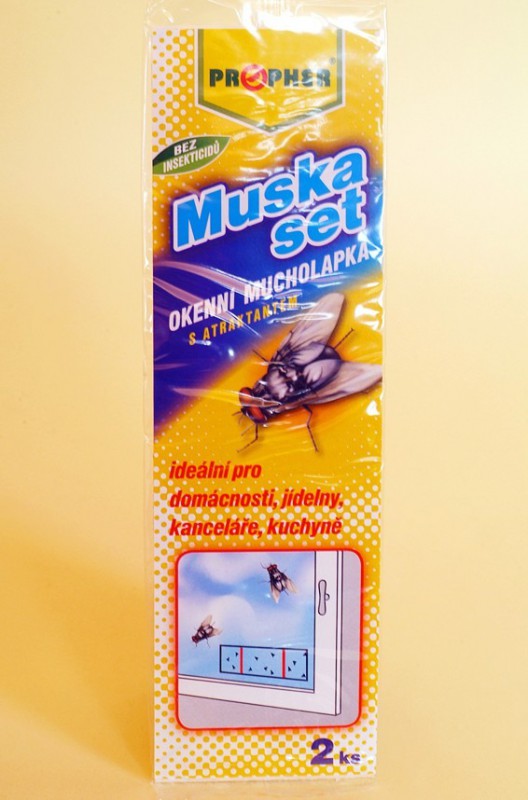 PROPHER®
BEZ
INSEKTICIDŮ
Muska
set
OKENNÍ MUCHOLAPKA
S ATRAKTANTEM
ideální pro
domácnosti, jídelny,
kanceláře, kuchyně
2 ks